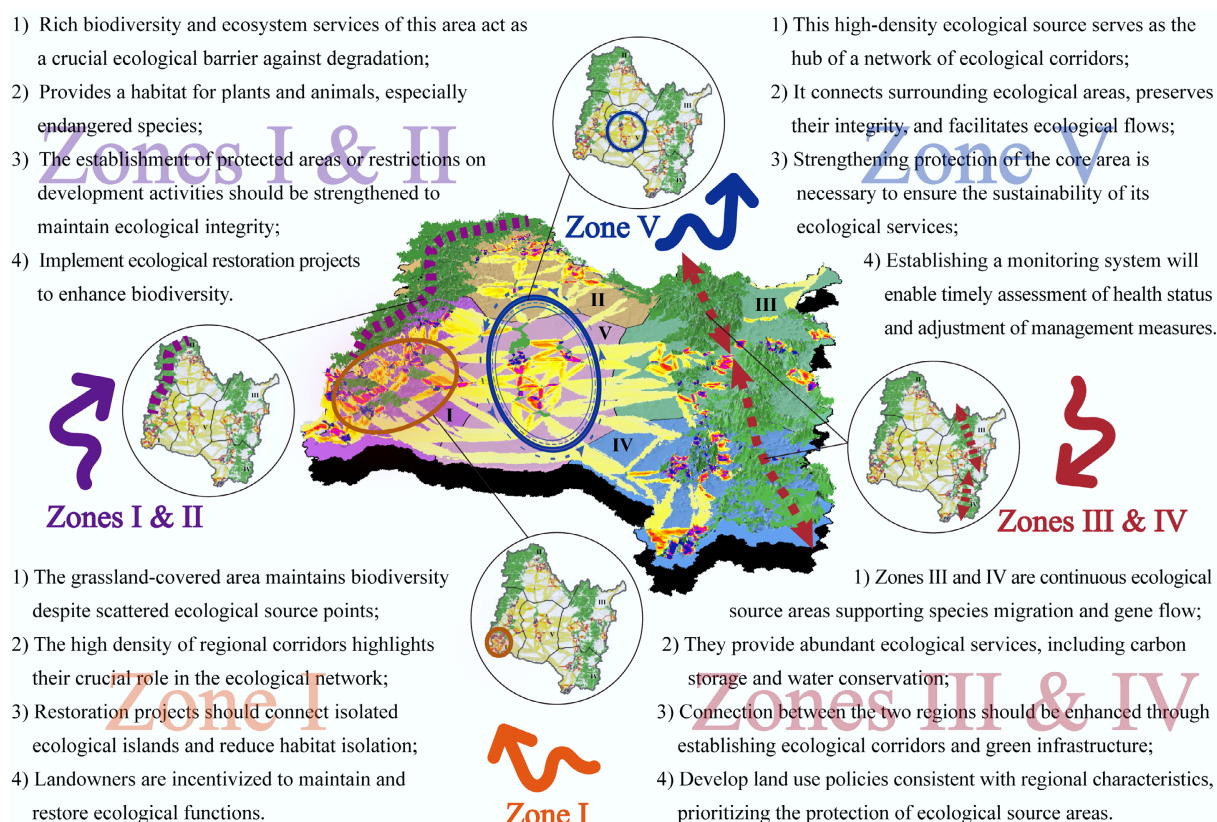 1) Rich biodiversity and ecosystem services of this area act as
a crucial ecological barrier against degradation;
2) Provides a habitat for plants and animals, especially
endangered species;
3) The establishment of protected areas or restrictions on
development activities should be strengthened to
maintain ecological integrity;
4) Implement ecological restoration projects
to enhance biodiversity.
Zones I & II
1) This high-density ecological source serves as the
hub of a network of ecological corridors;
2) It connects surrounding ecological areas, preserves
their integrity, and facilitates ecological flows;
3) Strengthening protection of the core area is
necessary to ensure the sustainability of its
ecological services;
4) Establishing a monitoring system will
enable timely assessment of health status
and adjustment of management measures.
Zone V
Zone V
II
III
V
I
IV
Zones I & II
Zones III & IV
1) The grassland-covered area maintains biodiversity
despite scattered ecological source points;
2) The high density of regional corridors highlights
their crucial role in the ecological network;
3) Restoration projects should connect isolated
ecological islands and reduce habitat isolation;
4) Landowners are incentivized to maintain and
restore ecological functions.
Zone I
Zone I
1) Zones III and IV are continuous ecological
source areas supporting species migration and gene flow;
2) They provide abundant ecological services, including carbon
storage and water conservation;
3) Connection between the two regions should be enhanced through
establishing ecological corridors and green infrastructure;
4) Develop land use policies consistent with regional characteristics,
prioritizing the protection of ecological source areas.
Zones III & IV